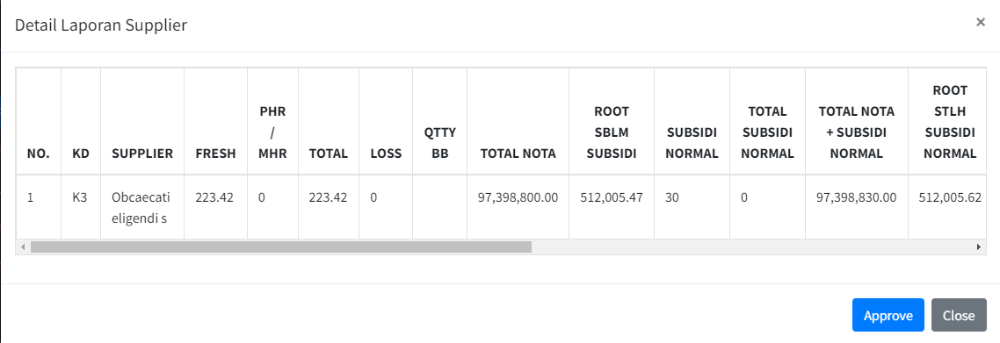 Detail Laporan Supplier
×
NO. KD SUPPLIER FRESH PHR / MHR TOTAL LOSS QTTY BB TOTAL NOTA ROOT SBLM SUBSIDI SUBSIDI NORMAL TOTAL SUBSIDI NORMAL TOTAL NOTA + SUBSIDI NORMAL ROOT STLH SUBSIDI NORMAL
1 K3 Obcaecati eligendi s 223.42 0 223.42 0 97,398,800.00 512,005.47 30 0 97,398,830.00 512,005.62
Approve Close